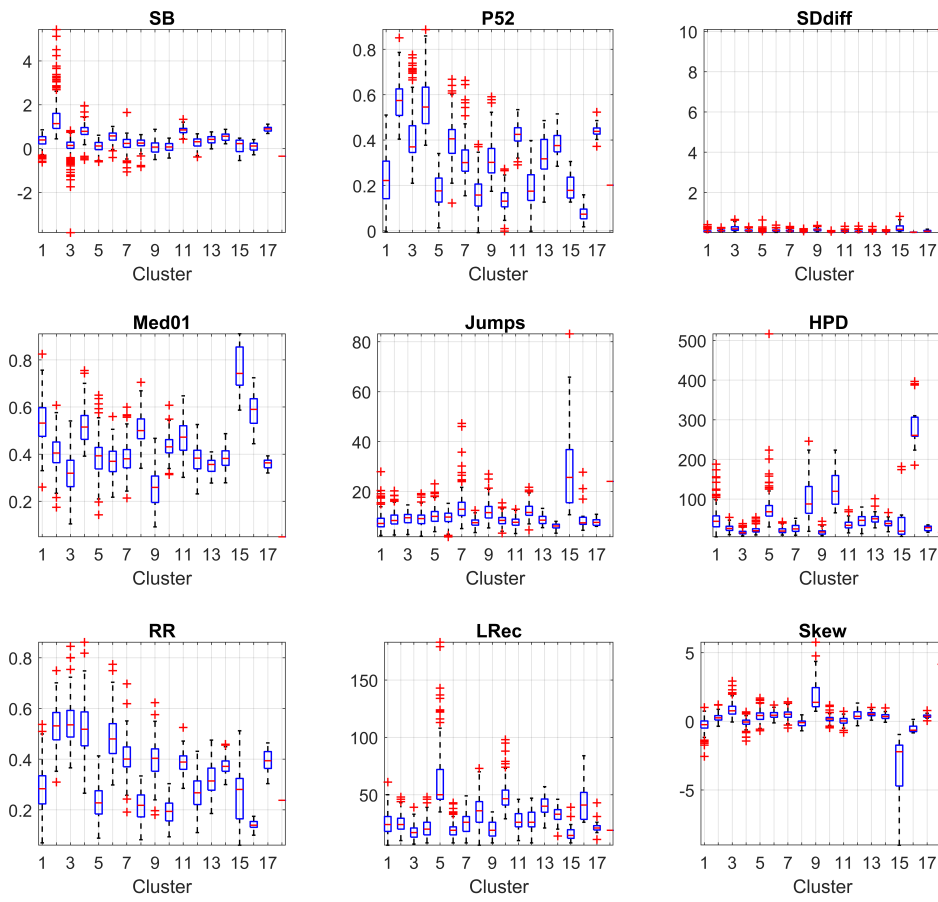 SB P52 SDdiff
4 2 0 -2
0.8 0.6 0.4 0.2 0
10 8 6 4 2
1 3 5 7 9 11 13 15 17
1 3 5 7 9 11 13 15 17
1 3 5 7 9 11 13 15 17
Cluster Cluster Cluster
Med01 Jumps HPD
0.8 0.6 0.4 0.2
80 60 40 20
500 400 300 200 100
1 3 5 7 9 11 13 15 17
1 3 5 7 9 11 13 15 17
1 3 5 7 9 11 13 15 17
Cluster Cluster Cluster
RR LRec Skew
0.8 0.6 0.4 0.2
150 100 50
5 0 -5
1 3 5 7 9 11 13 15 17
1 3 5 7 9 11 13 15 17
1 3 5 7 9 11 13 15 17
Cluster Cluster Cluster